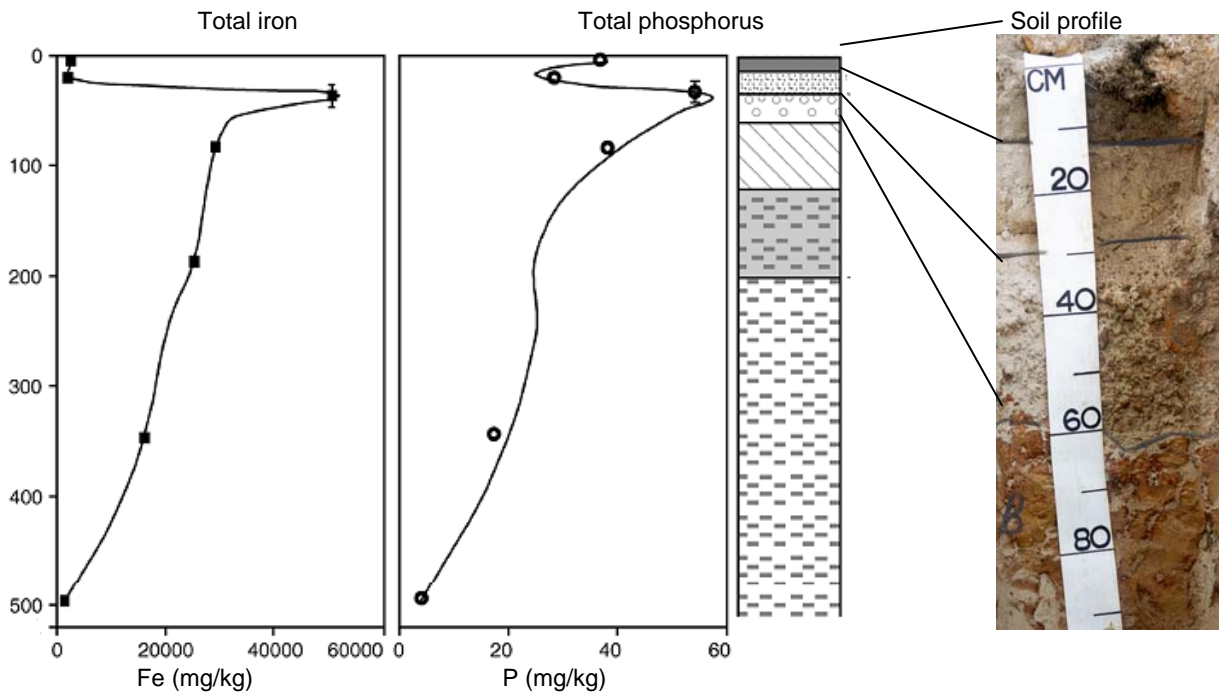 Total iron
Total phosphorus
Soil profile
0
100
200
300
400
500
0 20000 40000 60000
Fe (mg/kg)
0 20 40 60
P (mg/kg)
CM
20
40
60
80
B